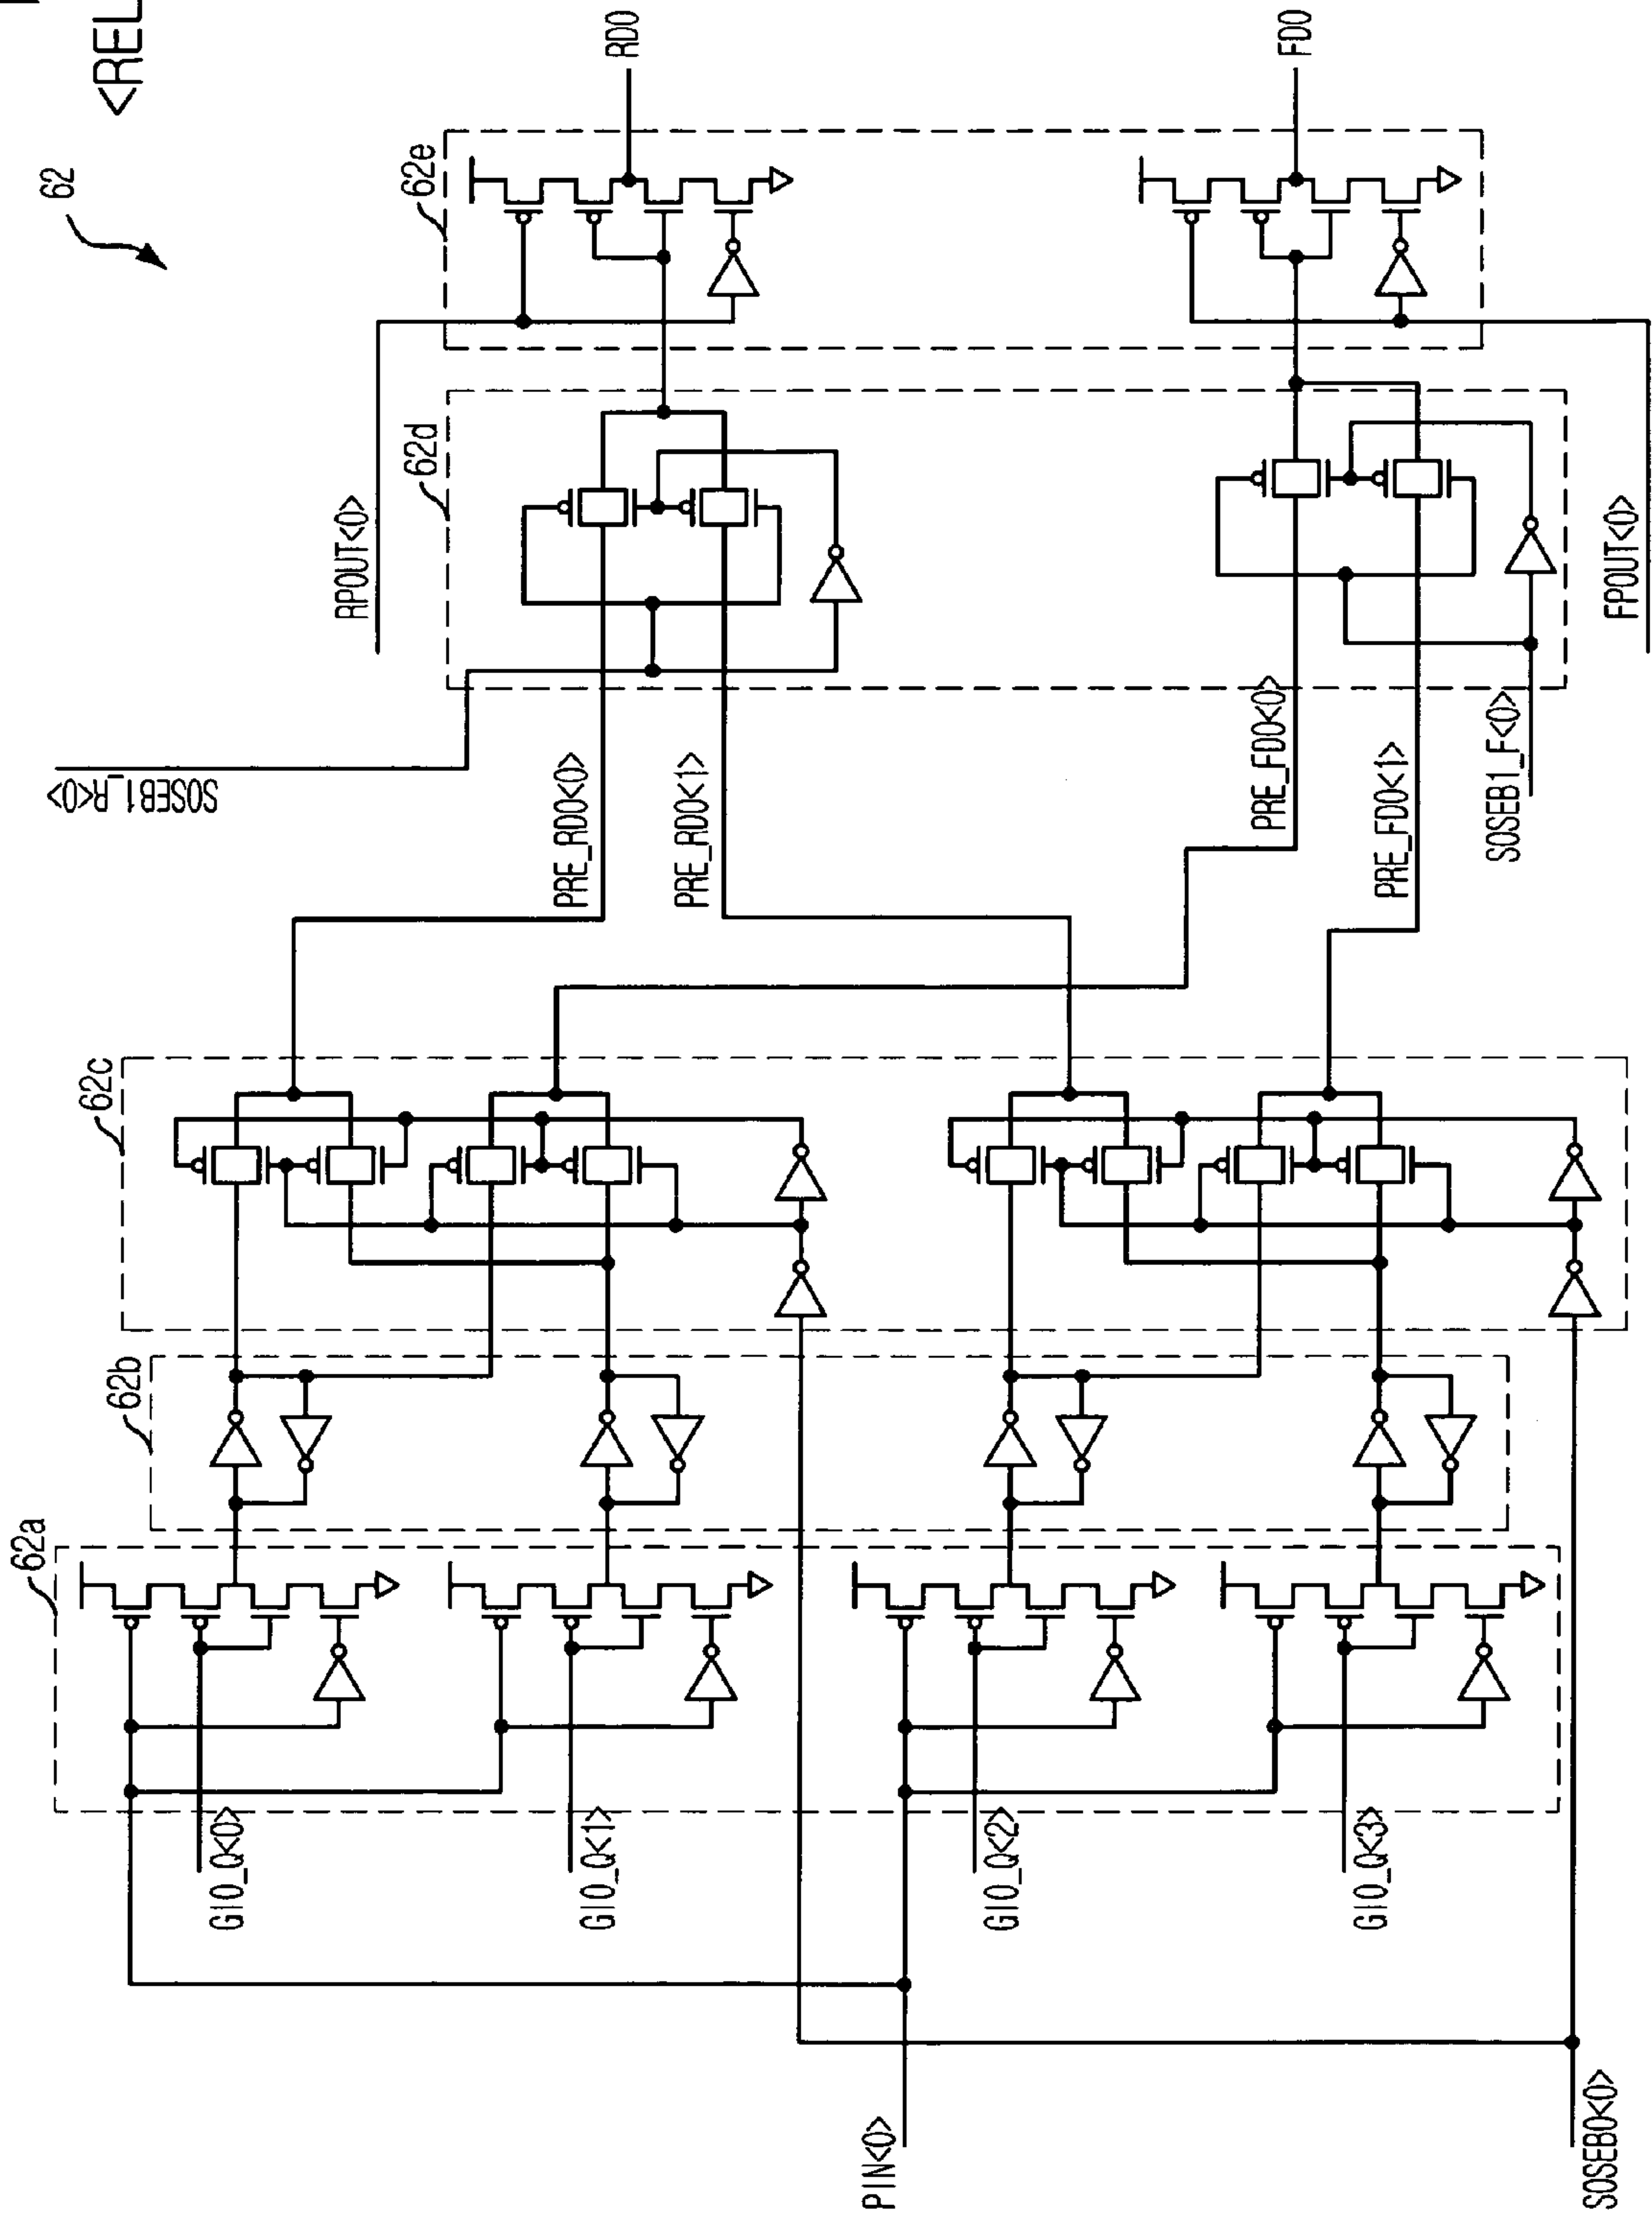 <REL
62
RDO
FDO
62e
62d
RPOUT<0>
FPOUT<0>
SOSEB1_R<0>
PRE_RDO<0>
PRE_RDO<1>
PRE_FDO<0>
PRE_FDO<1>
SOSEB1_F<0>
62c
62b
62a
GIO_Q<0>
GIO_Q<1>
GIO_Q<2>
GIO_Q<3>
PIN<0>
SOSEB0<0>